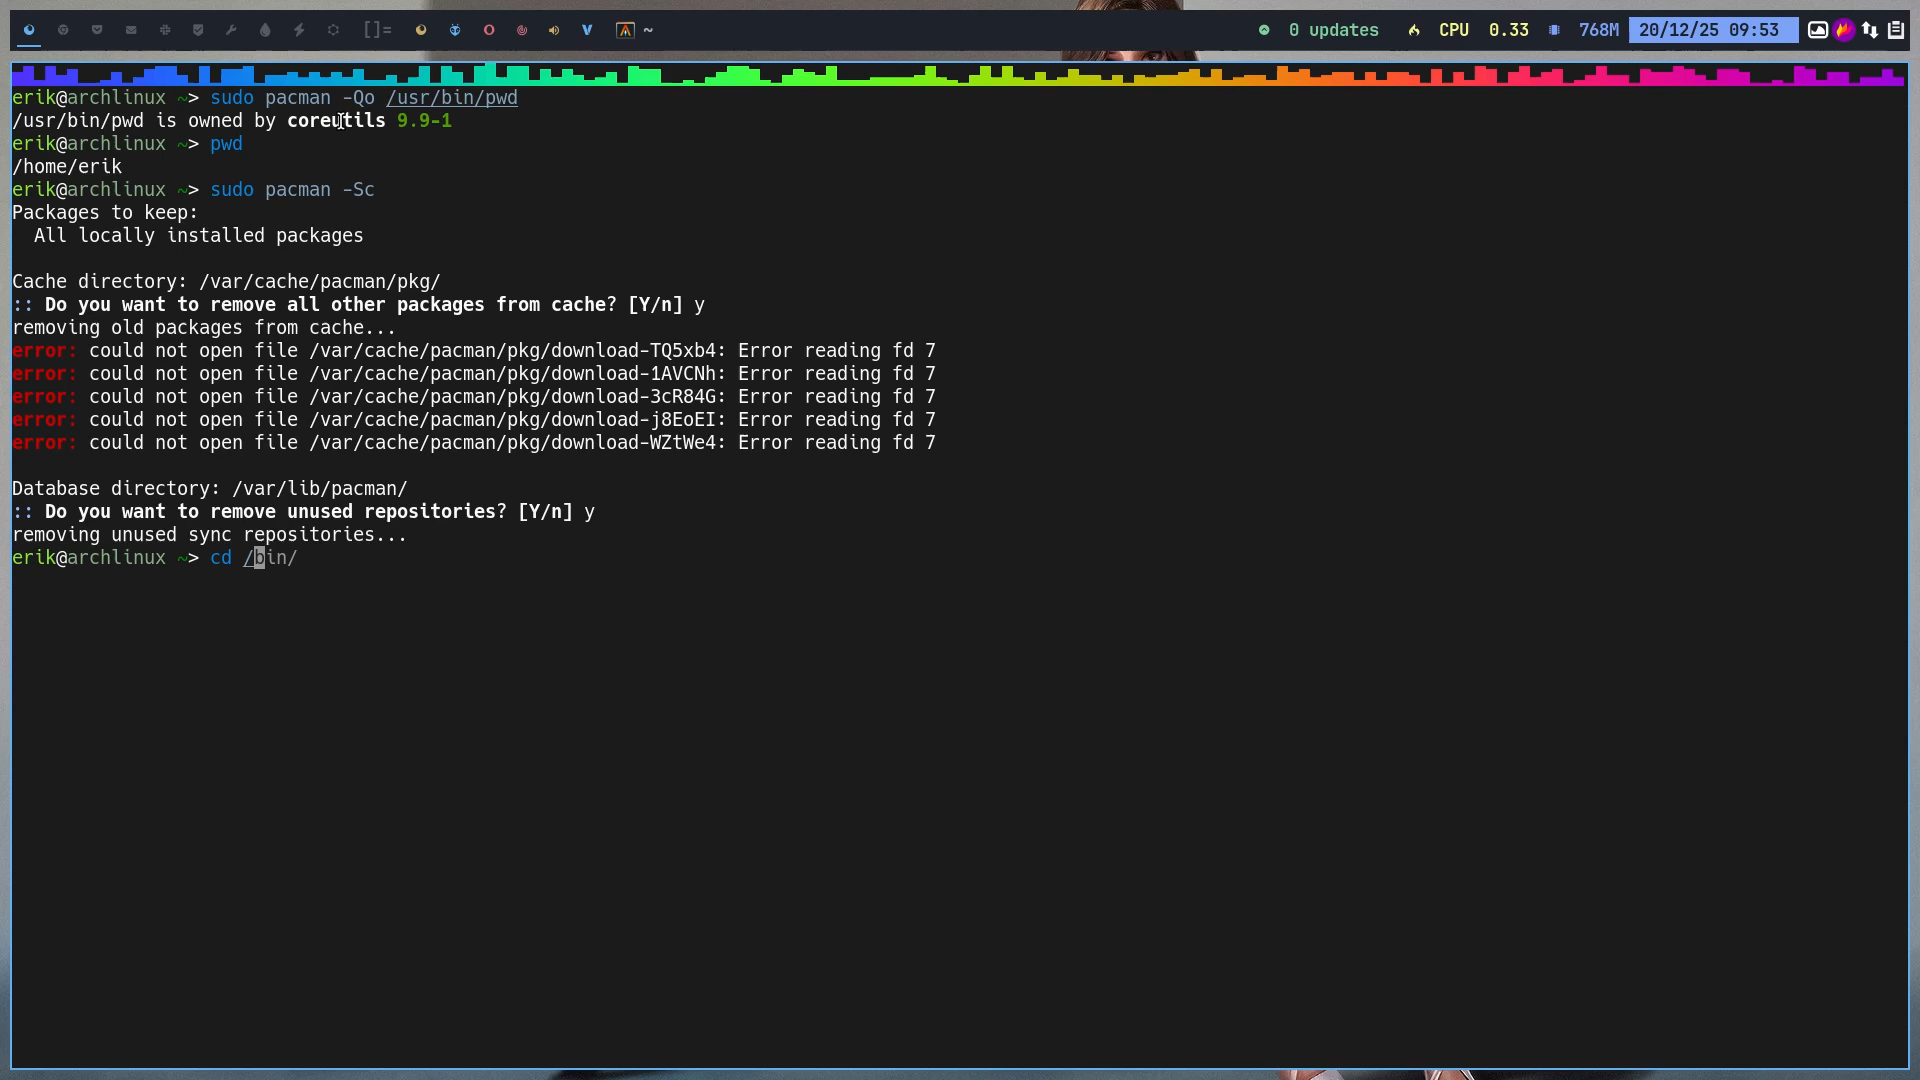 []= V ~ 0 updates CPU 0.33 768M 20/12/25 09:53
erik@archlinux ~> sudo pacman -Qo /usr/bin/pwd
/usr/bin/pwd is owned by coreutils 9.9-1
erik@archlinux ~> pwd
/home/erik
erik@archlinux ~> sudo pacman -Sc
Packages to keep:
  All locally installed packages
Cache directory: /var/cache/pacman/pkg/
:: Do you want to remove all other packages from cache? [Y/n] y
removing old packages from cache...
error: could not open file /var/cache/pacman/pkg/download-TQ5xb4: Error reading fd 7
error: could not open file /var/cache/pacman/pkg/download-1AVCNh: Error reading fd 7
error: could not open file /var/cache/pacman/pkg/download-3cR84G: Error reading fd 7
error: could not open file /var/cache/pacman/pkg/download-j8EoEI: Error reading fd 7
error: could not open file /var/cache/pacman/pkg/download-WZtWe4: Error reading fd 7
Database directory: /var/lib/pacman/
:: Do you want to remove unused repositories? [Y/n] y
removing unused sync repositories...
erik@archlinux ~> cd /bin/